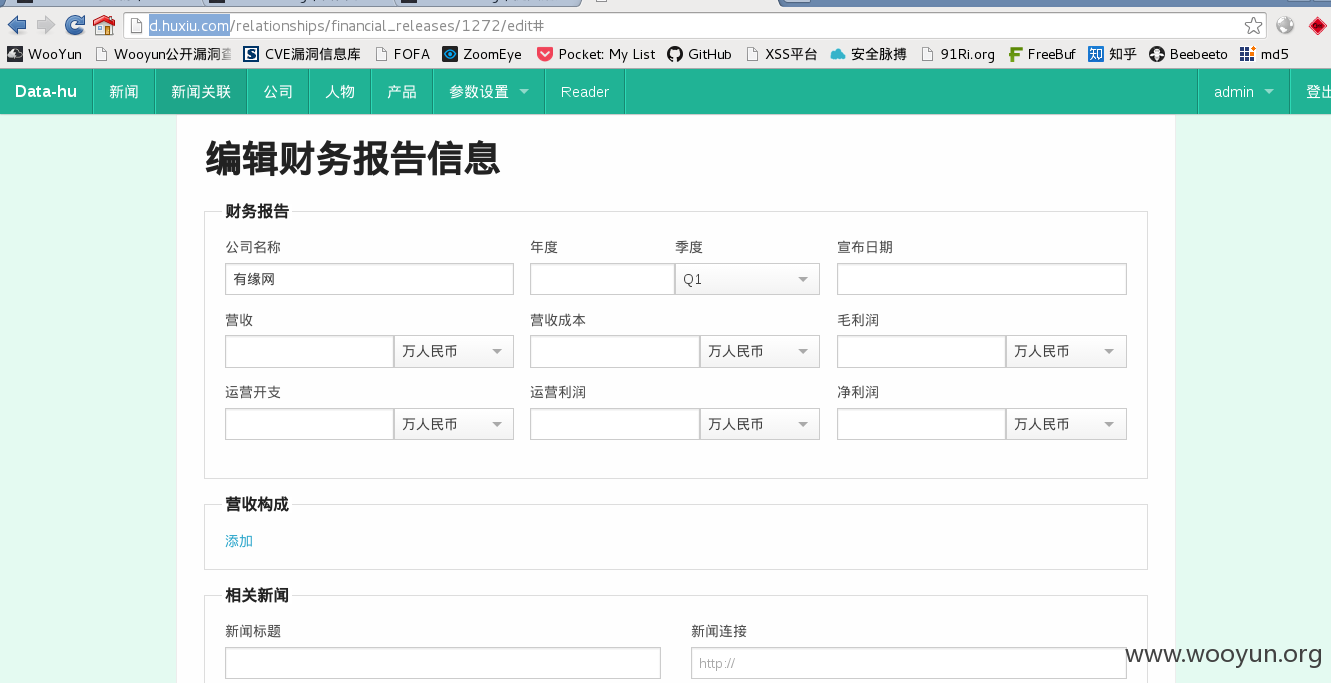 d.huxiu.com/relationships/financial_releases/1272/edit#
WooYun Wooyun公开漏洞查 CVE漏洞信息库 FOFA ZoomEye Pocket: My List GitHub XSS平台 安全脉搏 91Ri.org FreeBuf 知乎 Beebeeto md5
Data-hu 新闻 新闻关联 公司 人物 产品 参数设置 Reader admin 登出
编辑财务报告信息
财务报告
公司名称 年度 季度 宣布日期
有缘网 Q1
营收 营收成本 毛利润
万人民币 万人民币 万人民币
运营开支 运营利润 净利润
万人民币 万人民币 万人民币
营收构成
添加
相关新闻
新闻标题 新闻连接
http://
www.wooyun.org